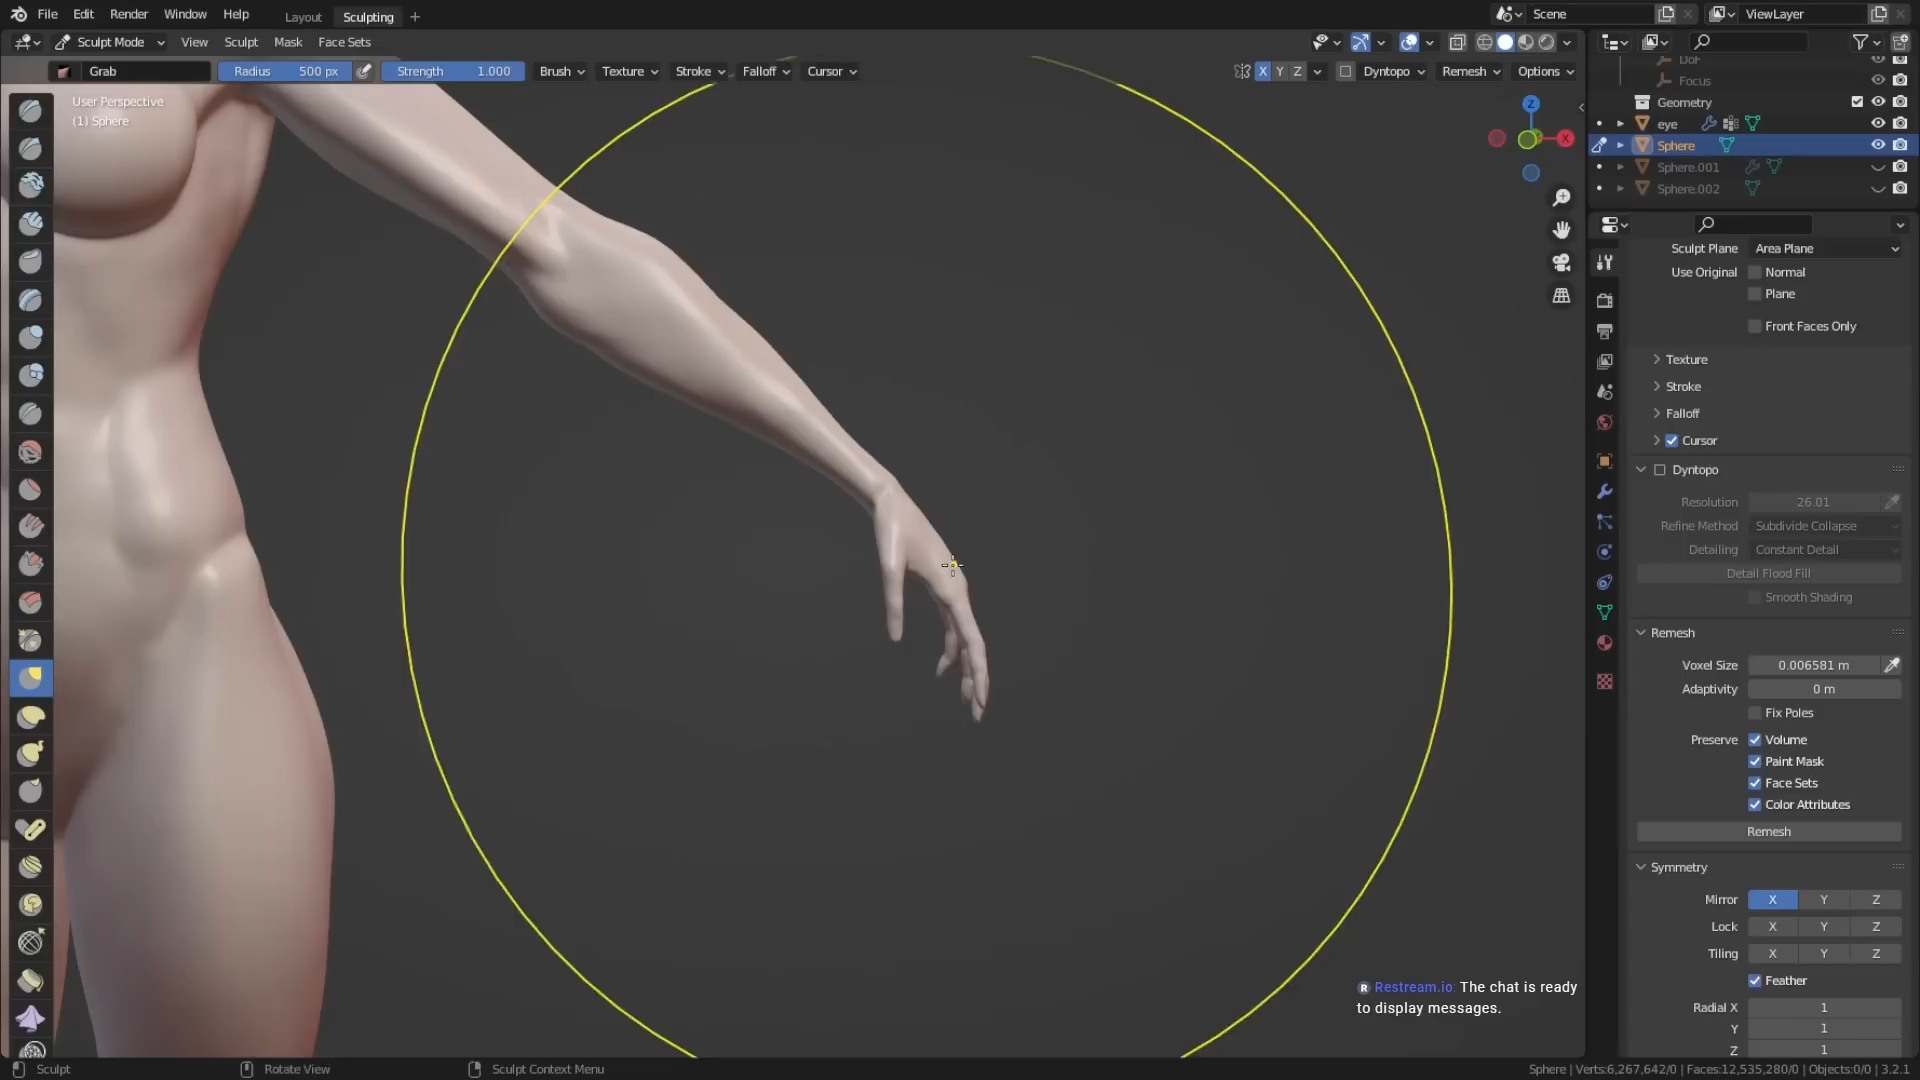 File Edit Render Window Help Layout Sculpting + Scene ViewLayer
Sculpt Mode View Sculpt Mask Face Sets
Grab Radius 500 px Strength 1.000 Brush Texture Stroke Falloff Cursor X Y Z Dyntopo Remesh Options
User Perspective
(1) Sphere
Z
X
DoF
Focus
Geometry
eye
Sphere
Sphere.001
Sphere.002
Sculpt Plane Area Plane
Use Original Normal
Plane
Front Faces Only
Texture
Stroke
Falloff
Cursor
Dyntopo
Resolution 26.01
Refine Method Subdivide Collapse
Detailing Constant Detail
Detail Flood Fill
Smooth Shading
Remesh
Voxel Size 0.006581 m
Adaptivity 0 m
Fix Poles
Preserve Volume
Paint Mask
Face Sets
Color Attributes
Remesh
Symmetry
Mirror X Y Z
Lock X Y Z
Tiling X Y Z
Feather
Radial X 1
Y 1
Z 1
R Restream.io: The chat is ready
to display messages.
Sculpt Rotate View Sculpt Context Menu Sphere | Verts:6,267,642/0 | Faces:12,535,280/0 | Objects:0/0 | 3.2.1